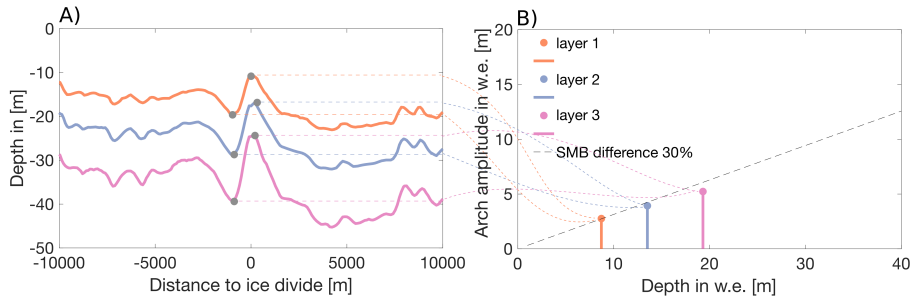 A)
0
-10
-20
-30
-40
-50
Depth in [m]
-10000
-5000
0
5000
10000
Distance to ice divide [m]
B)
20
15
10
5
0
Arch amplitude in w.e. [m]
layer 1
layer 2
layer 3
SMB difference 30%
0
10
20
30
40
Depth in w.e. [m]